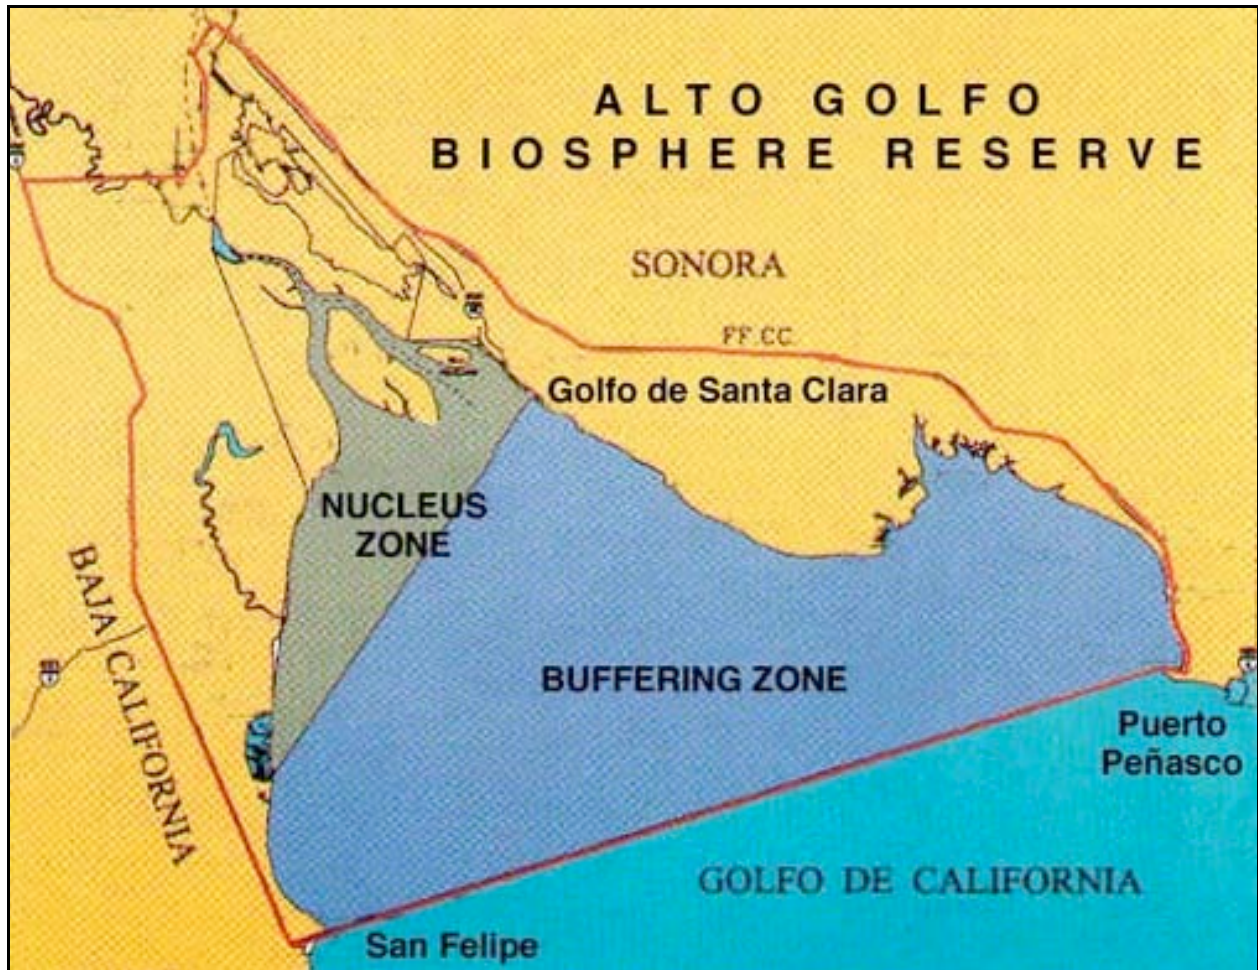 ALTO GOLFO
BIOSPHERE RESERVE
SONORA
FF.CC.
Golfo de Santa Clara
NUCLEUS
ZONE
BAJA
CALIFORNIA
BUFFERING ZONE
Puerto
Peñasco
GOLFO DE CALIFORNIA
San Felipe